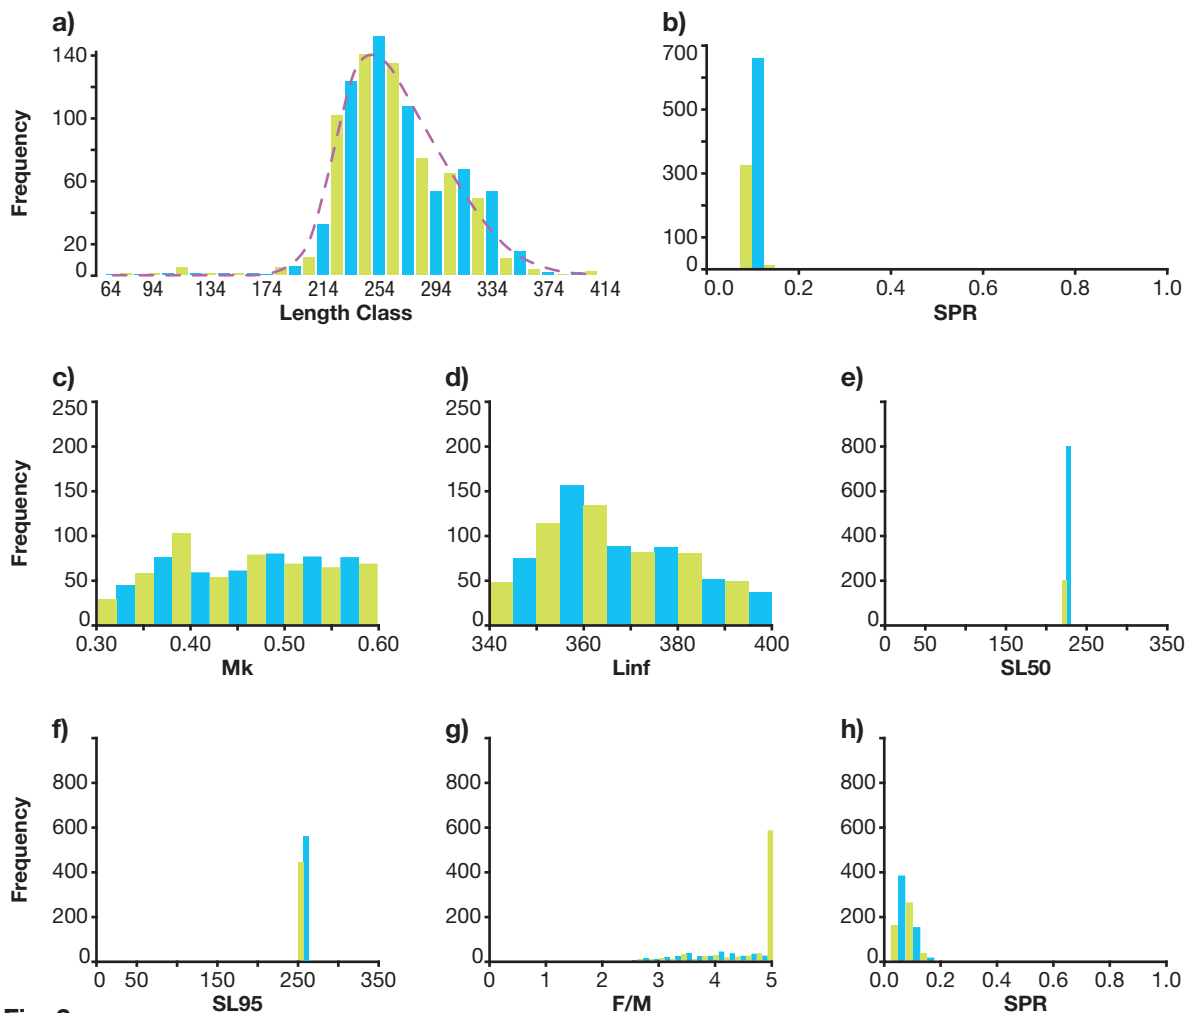 a)
b)
140
100
60
20
0
Frequency
64 94 134 174 214 254 294 334 374 414
Length Class
700
500
300
100
0
0.0 0.2 0.4 0.6 0.8 1.0
SPR
c)
d)
e)
250
200
150
100
50
0
Frequency
0.30 0.40 0.50 0.60
Mk
250
200
150
100
50
0
340 360 380 400
Linf
800
600
400
200
0
0 50 150 250 350
SL50
f)
g)
h)
800
600
400
200
0
Frequency
0 50 150 250 350
SL95
800
600
400
200
0
0 1 2 3 4 5
F/M
800
600
400
200
0
0.0 0.2 0.4 0.6 0.8 1.0
SPR